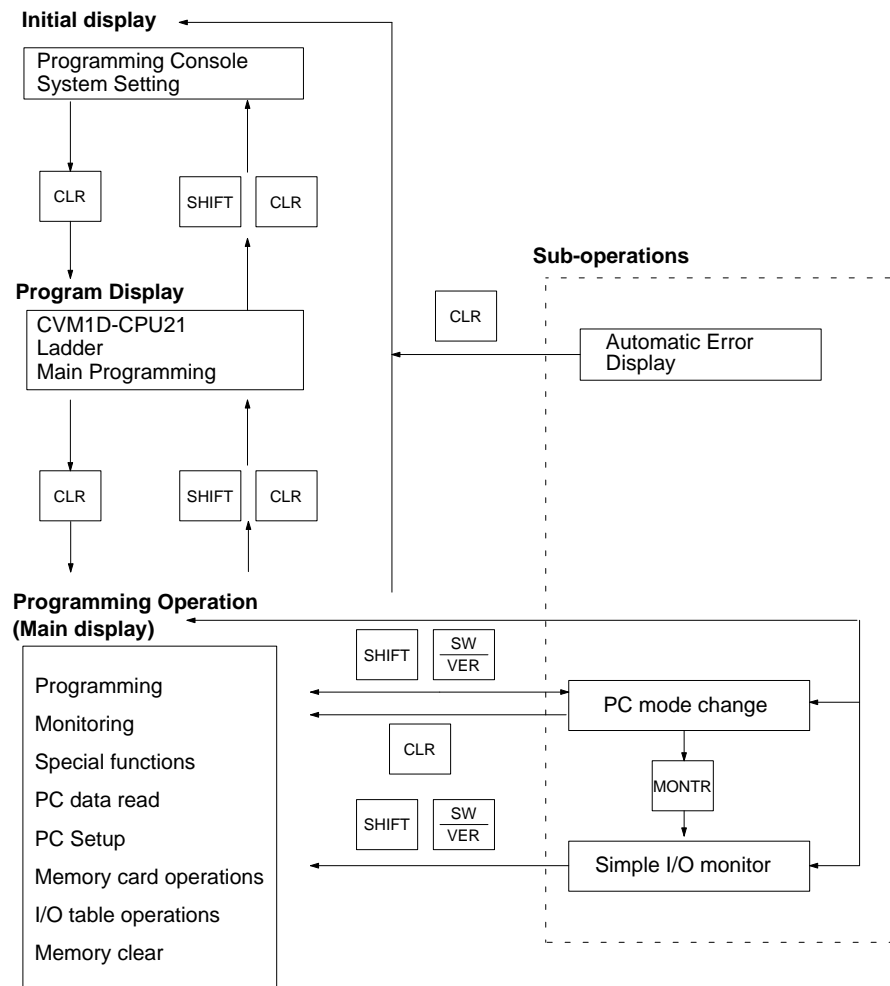 Initial display
Programming Console
System Setting
CLR
SHIFT
CLR
Sub-operations
Program Display
CVM1D-CPU21
Ladder
Main Programming
CLR
Automatic Error
Display
CLR
SHIFT
CLR
Programming Operation
(Main display)
SHIFT
SW
VER
Programming
Monitoring
Special functions
PC data read
PC Setup
Memory card operations
I/O table operations
Memory clear
PC mode change
CLR
MONTR
SHIFT
SW
VER
Simple I/O monitor